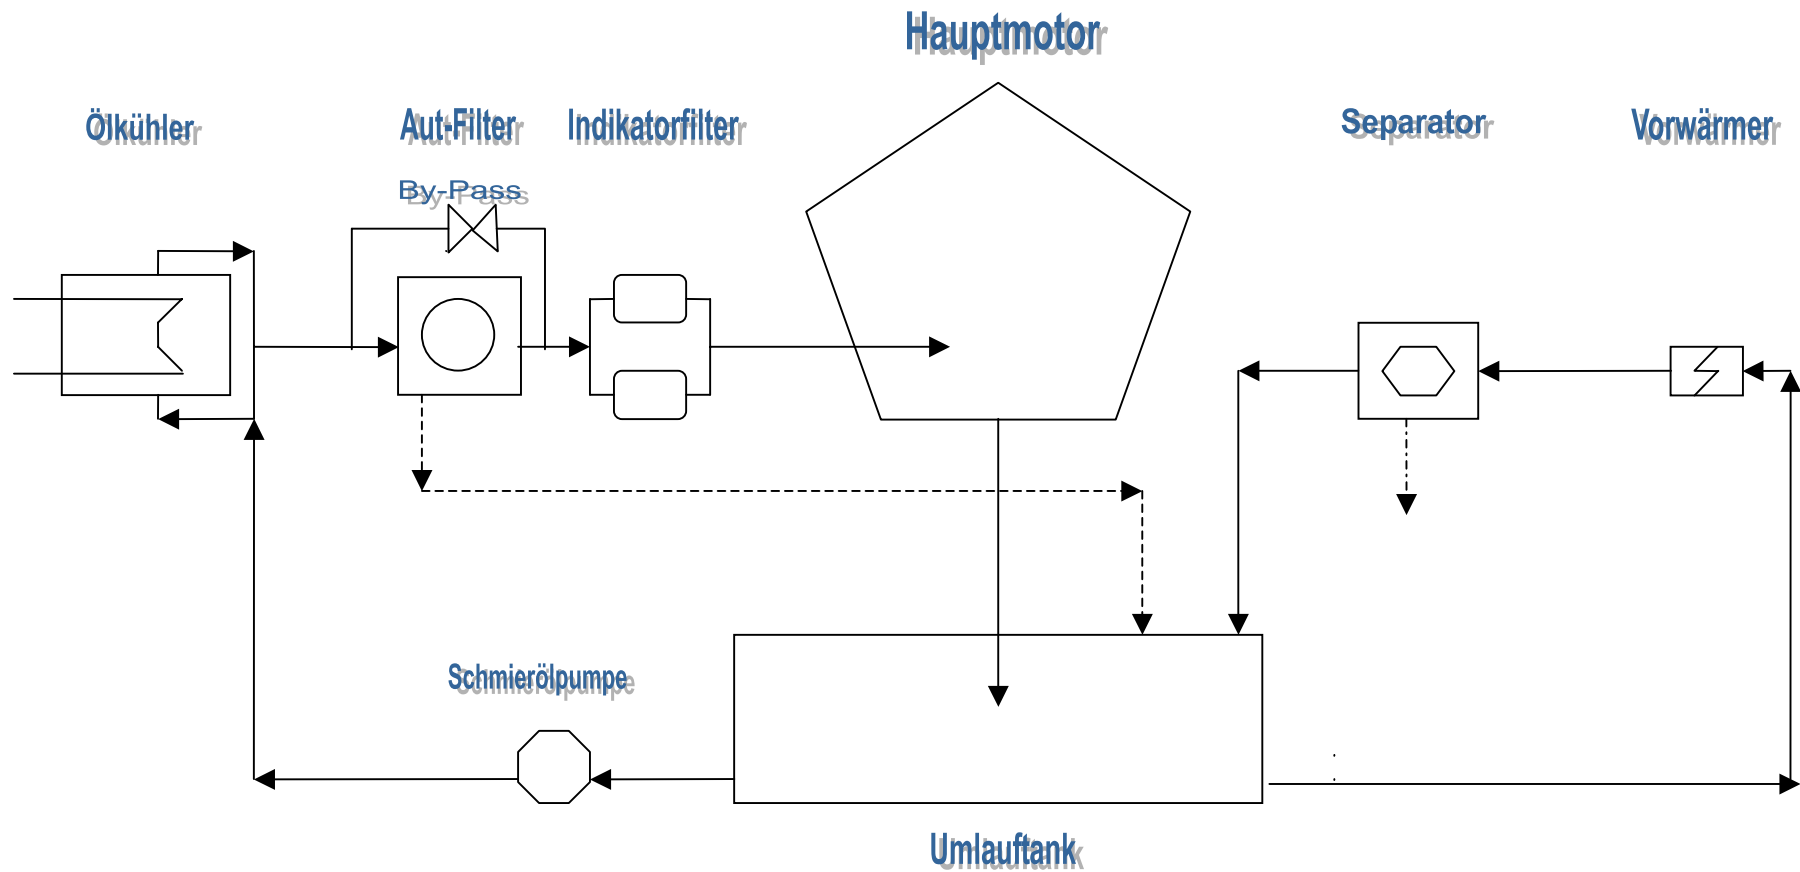 Hauptmotor
Ölkühler
Aut-Filter
Indikatorfilter
Separator
Vorwärmer
By-Pass
Schmierölpumpe
Umlauftank